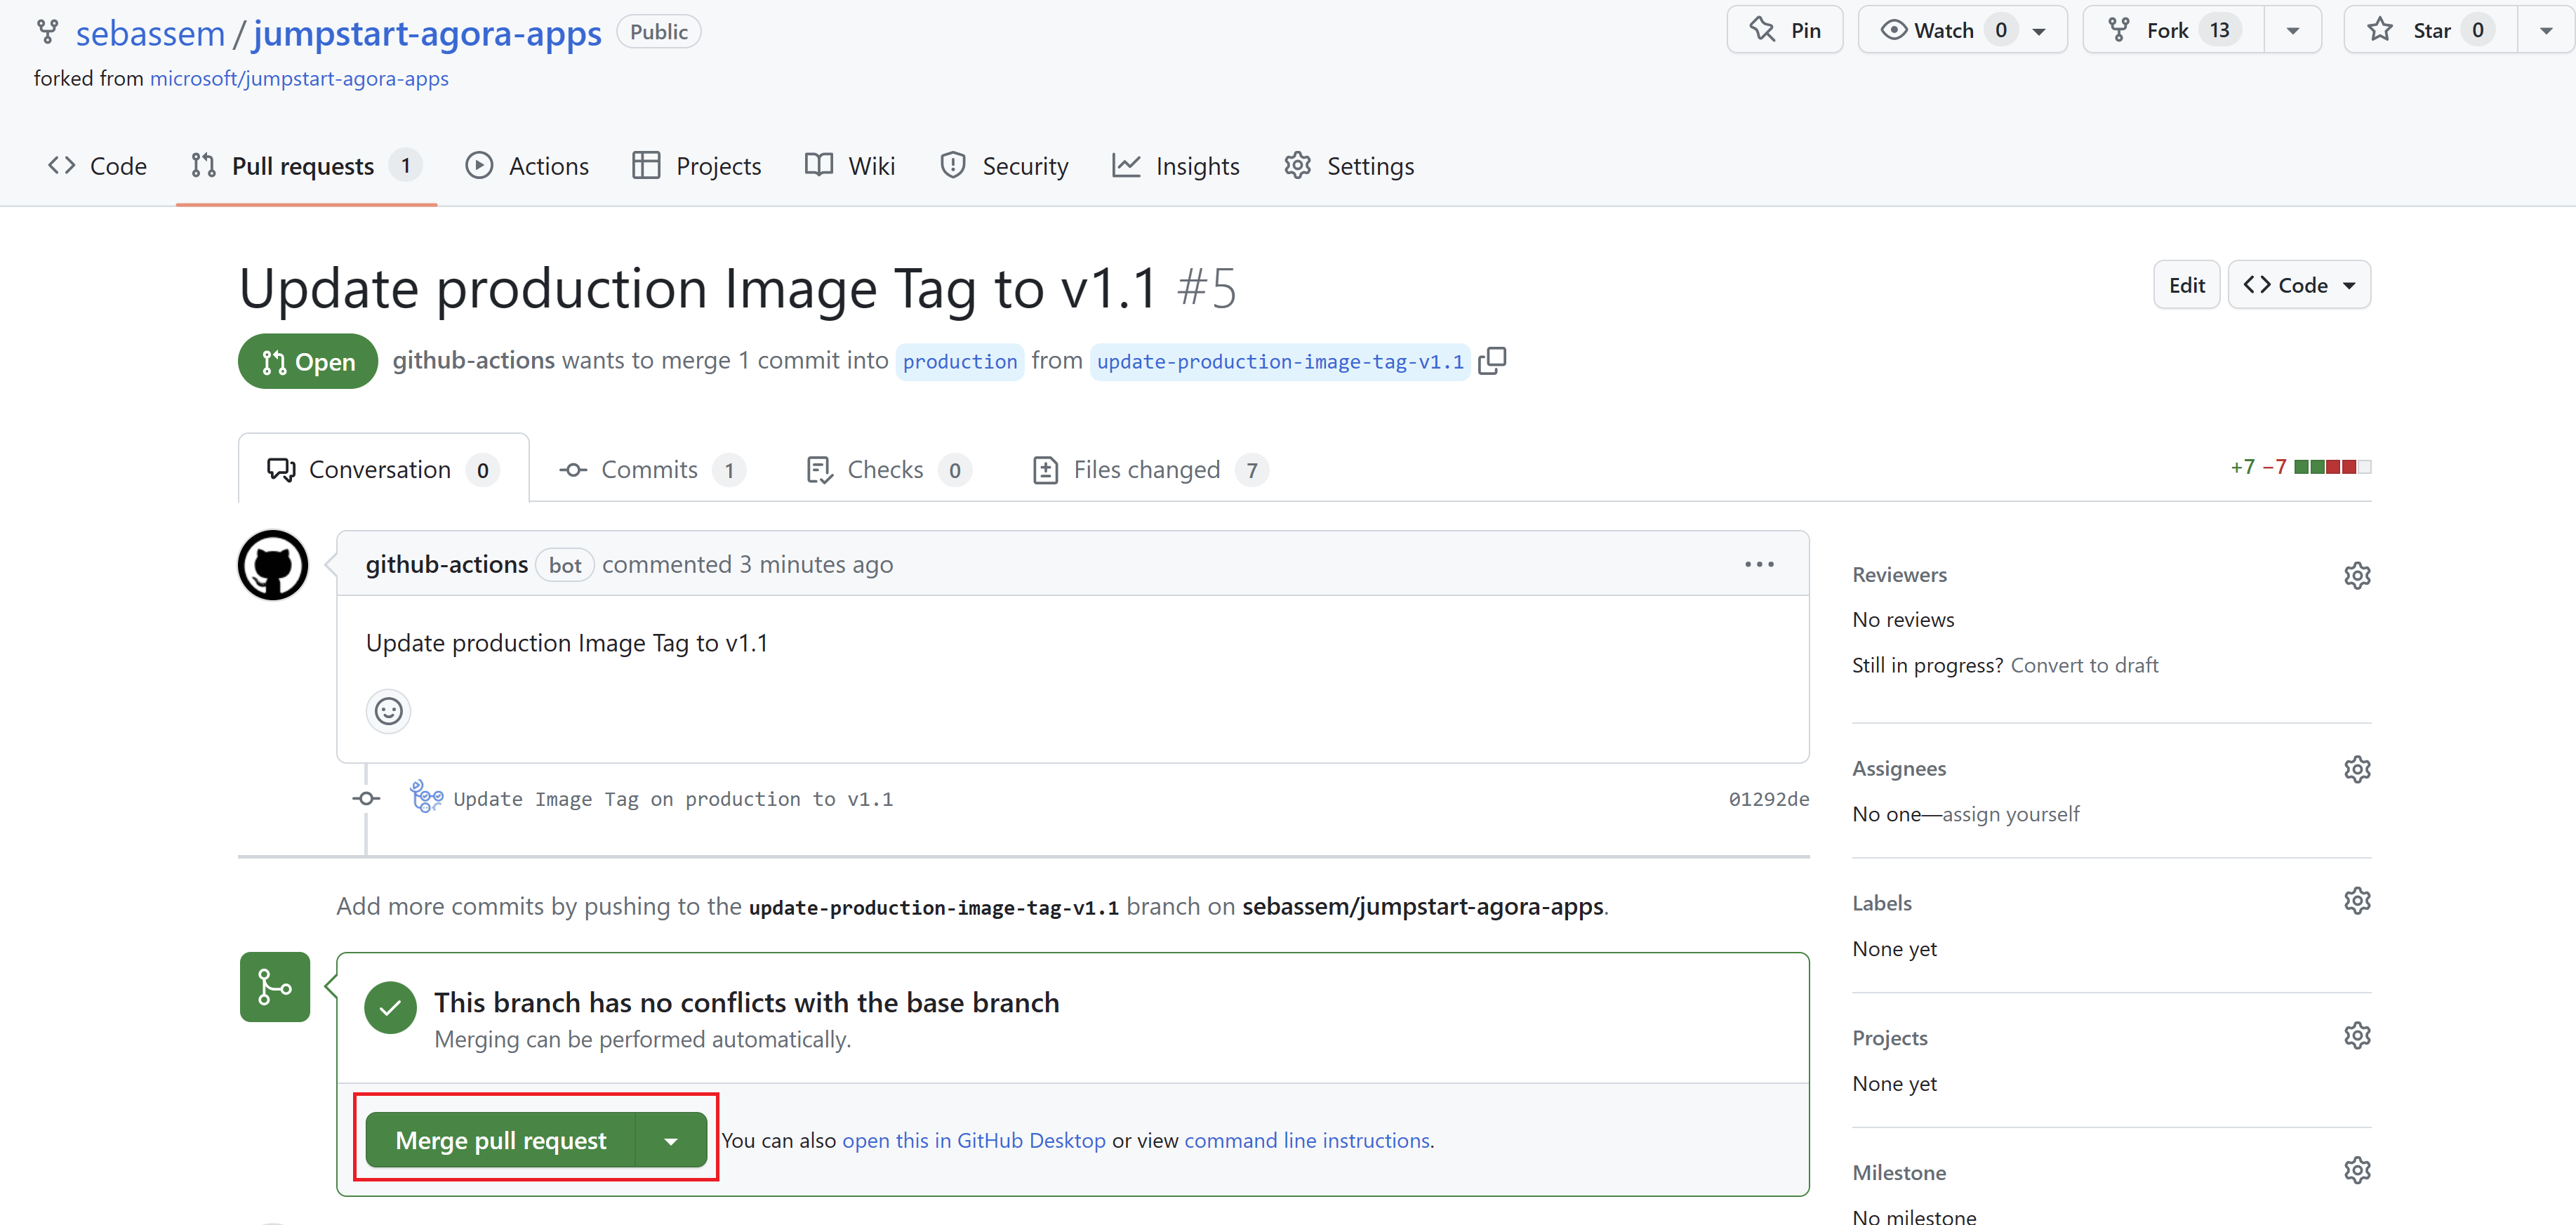 sebassem / jumpstart-agora-apps Public Pin Watch 0 Fork 13 Star 0
forked from microsoft/jumpstart-agora-apps
Code Pull requests 1 Actions Projects Wiki Security Insights Settings
Update production Image Tag to v1.1 #5 Edit Code
Open github-actions wants to merge 1 commit into production from update-production-image-tag-v1.1
Conversation 0 Commits 1 Checks 0 Files changed 7 +7 −7
github-actions bot commented 3 minutes ago
Update production Image Tag to v1.1
Update Image Tag on production to v1.1 01292de
Add more commits by pushing to the update-production-image-tag-v1.1 branch on sebassem/jumpstart-agora-apps.
This branch has no conflicts with the base branch
Merging can be performed automatically.
Merge pull request You can also open this in GitHub Desktop or view command line instructions.
Reviewers
No reviews
Still in progress? Convert to draft
Assignees
No one—assign yourself
Labels
None yet
Projects
None yet
Milestone
No milestone